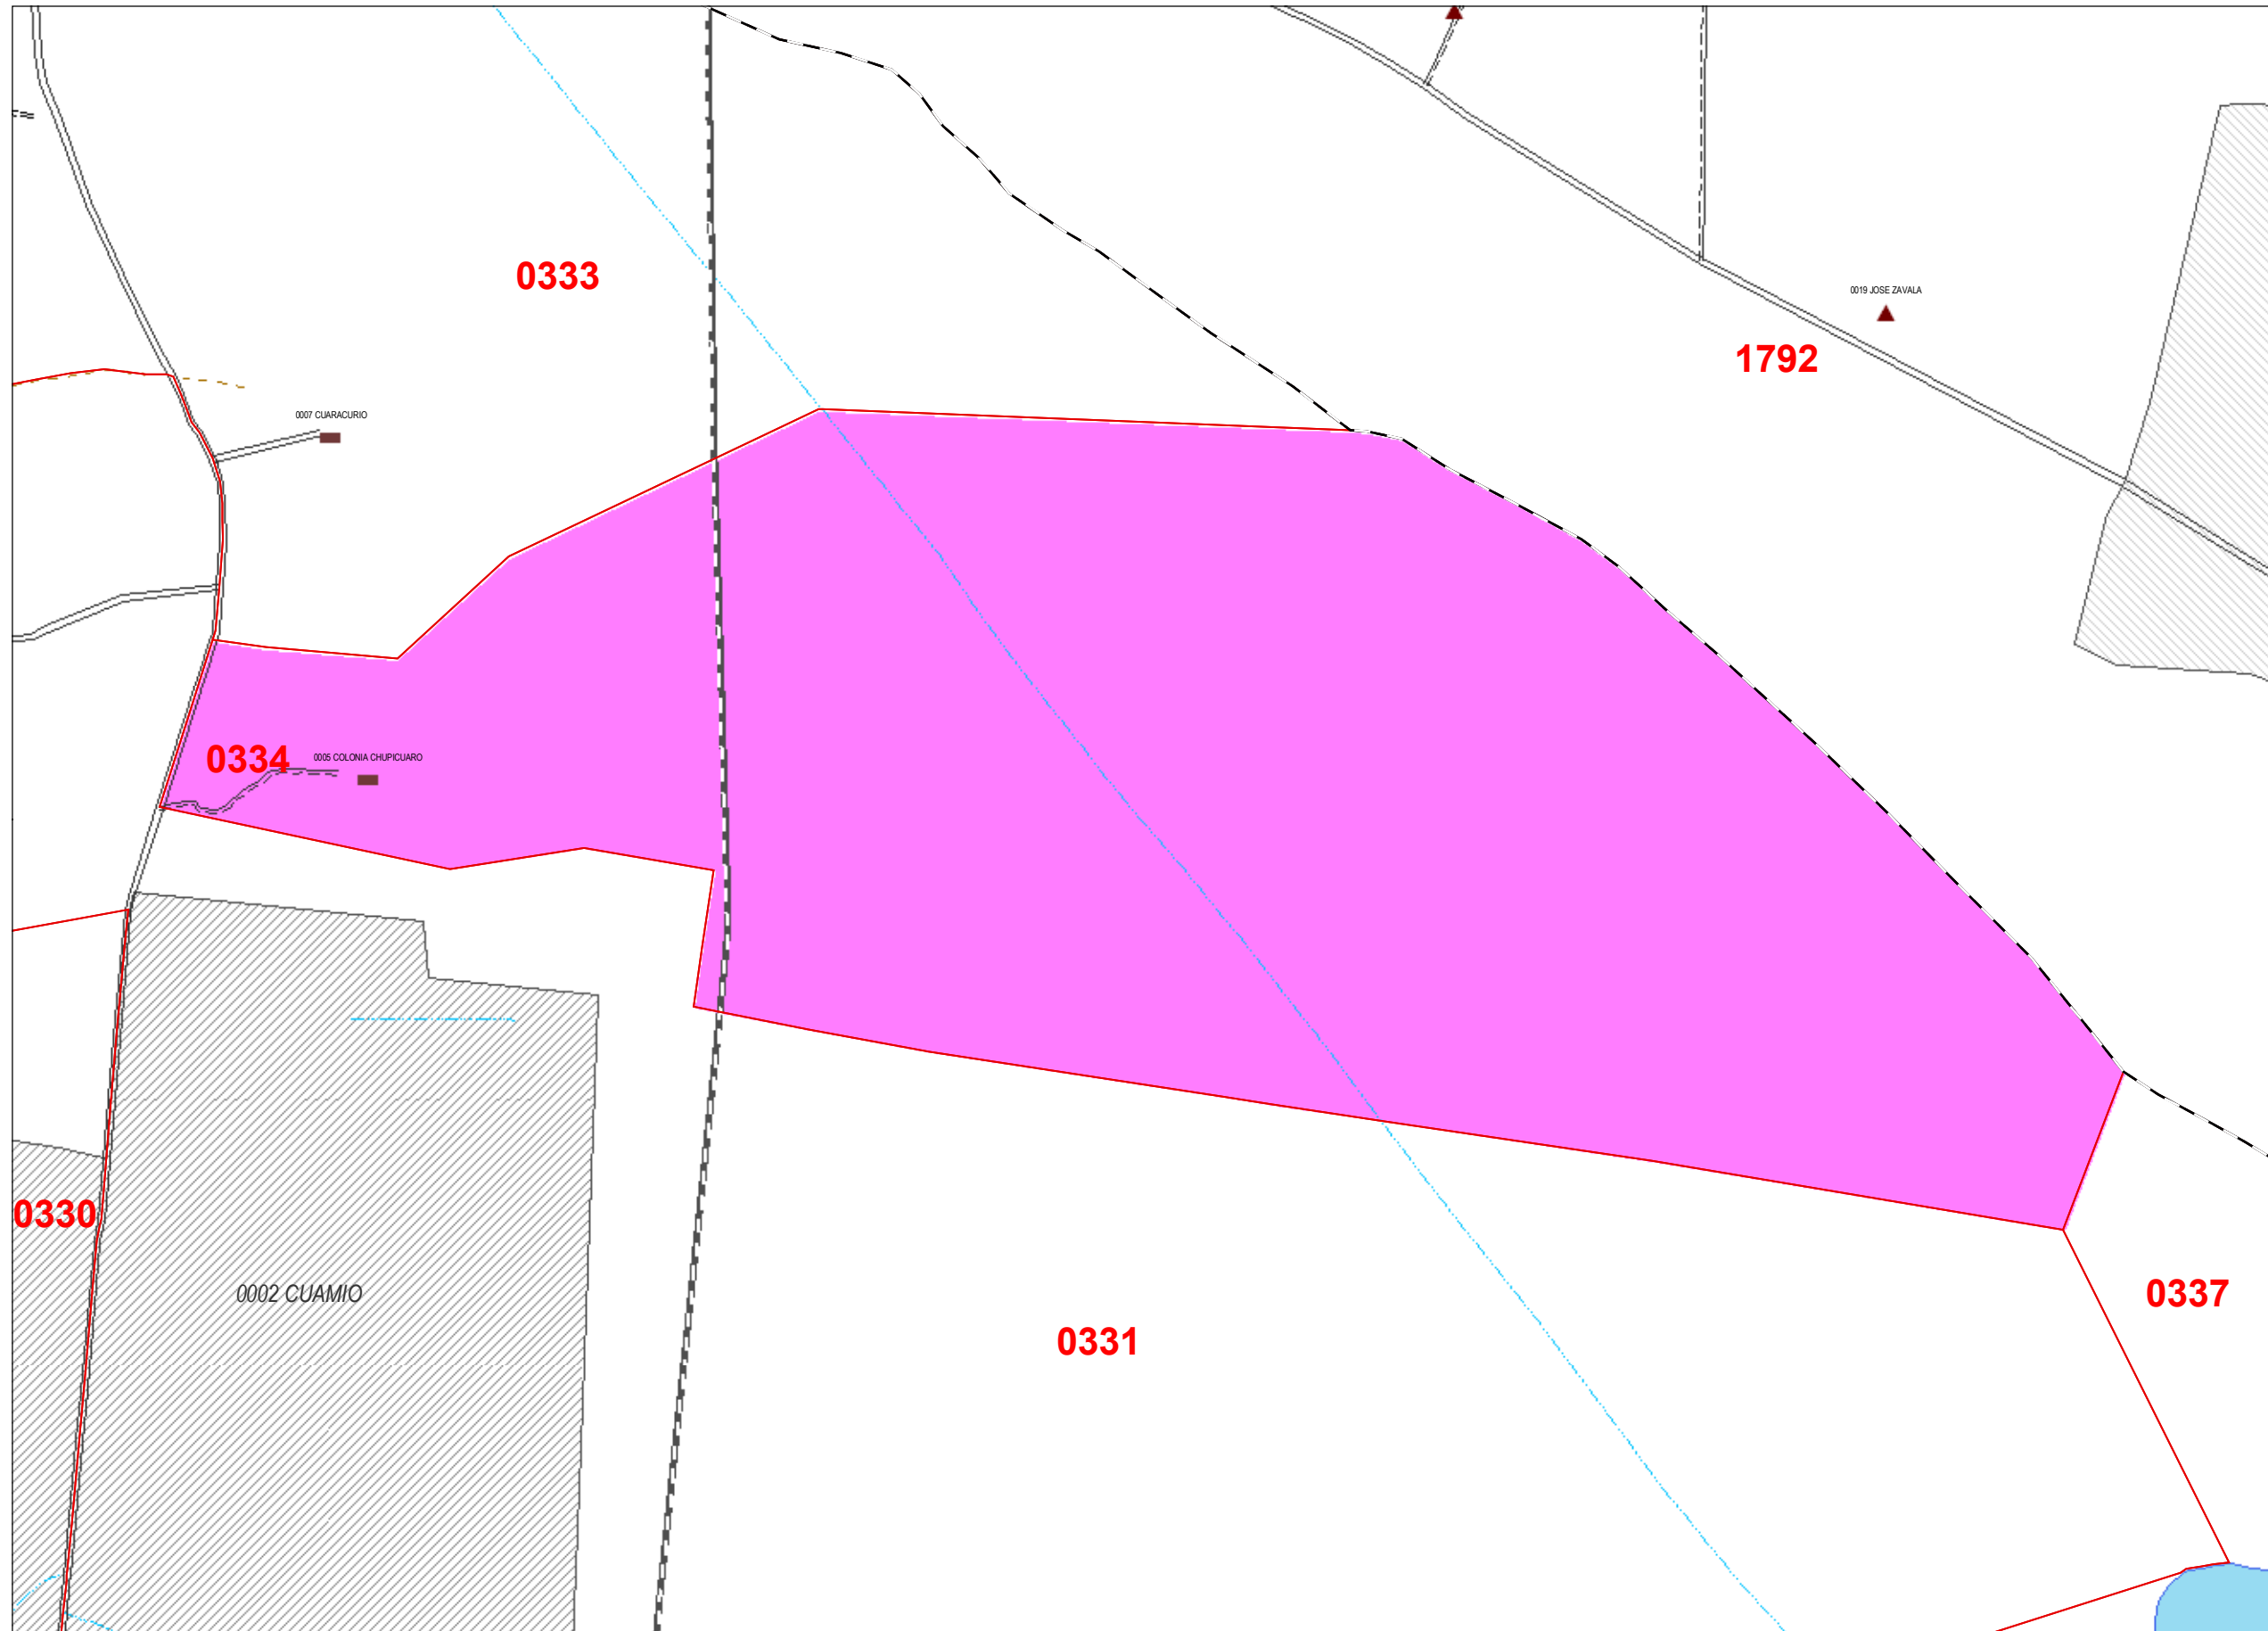 0333
0019 JOSE ZAVALA
1792
0007 CUARACURIO
0334
0005 COLONIA CHUPICUARO
0330
0002 CUAMIO
0337
0331